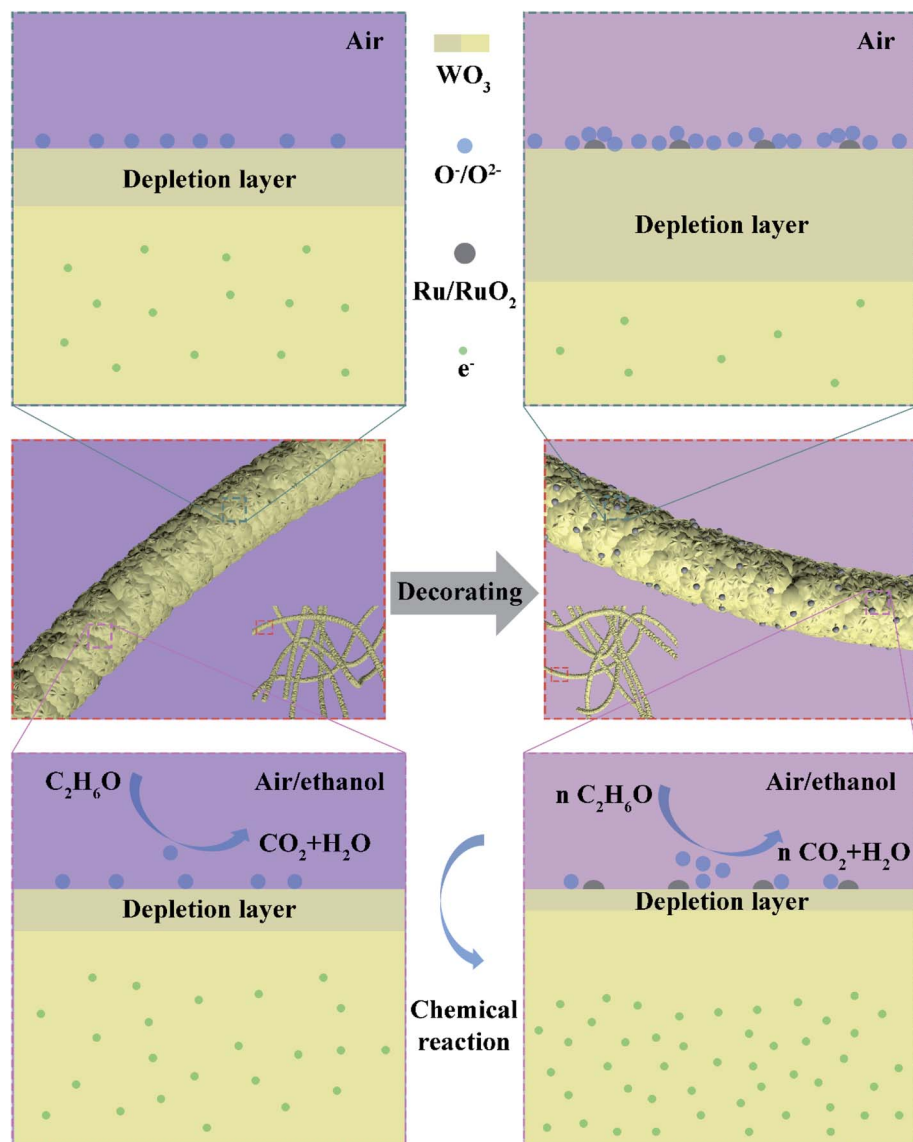 Air
Depletion layer
WO₃
O⁻/O²⁻
Ru/RuO₂
e⁻
Air
Depletion layer
Decorating
C₂H₆O
Air/ethanol
CO₂+H₂O
Depletion layer
Chemical
reaction
n C₂H₆O
Air/ethanol
n CO₂+H₂O
Depletion layer